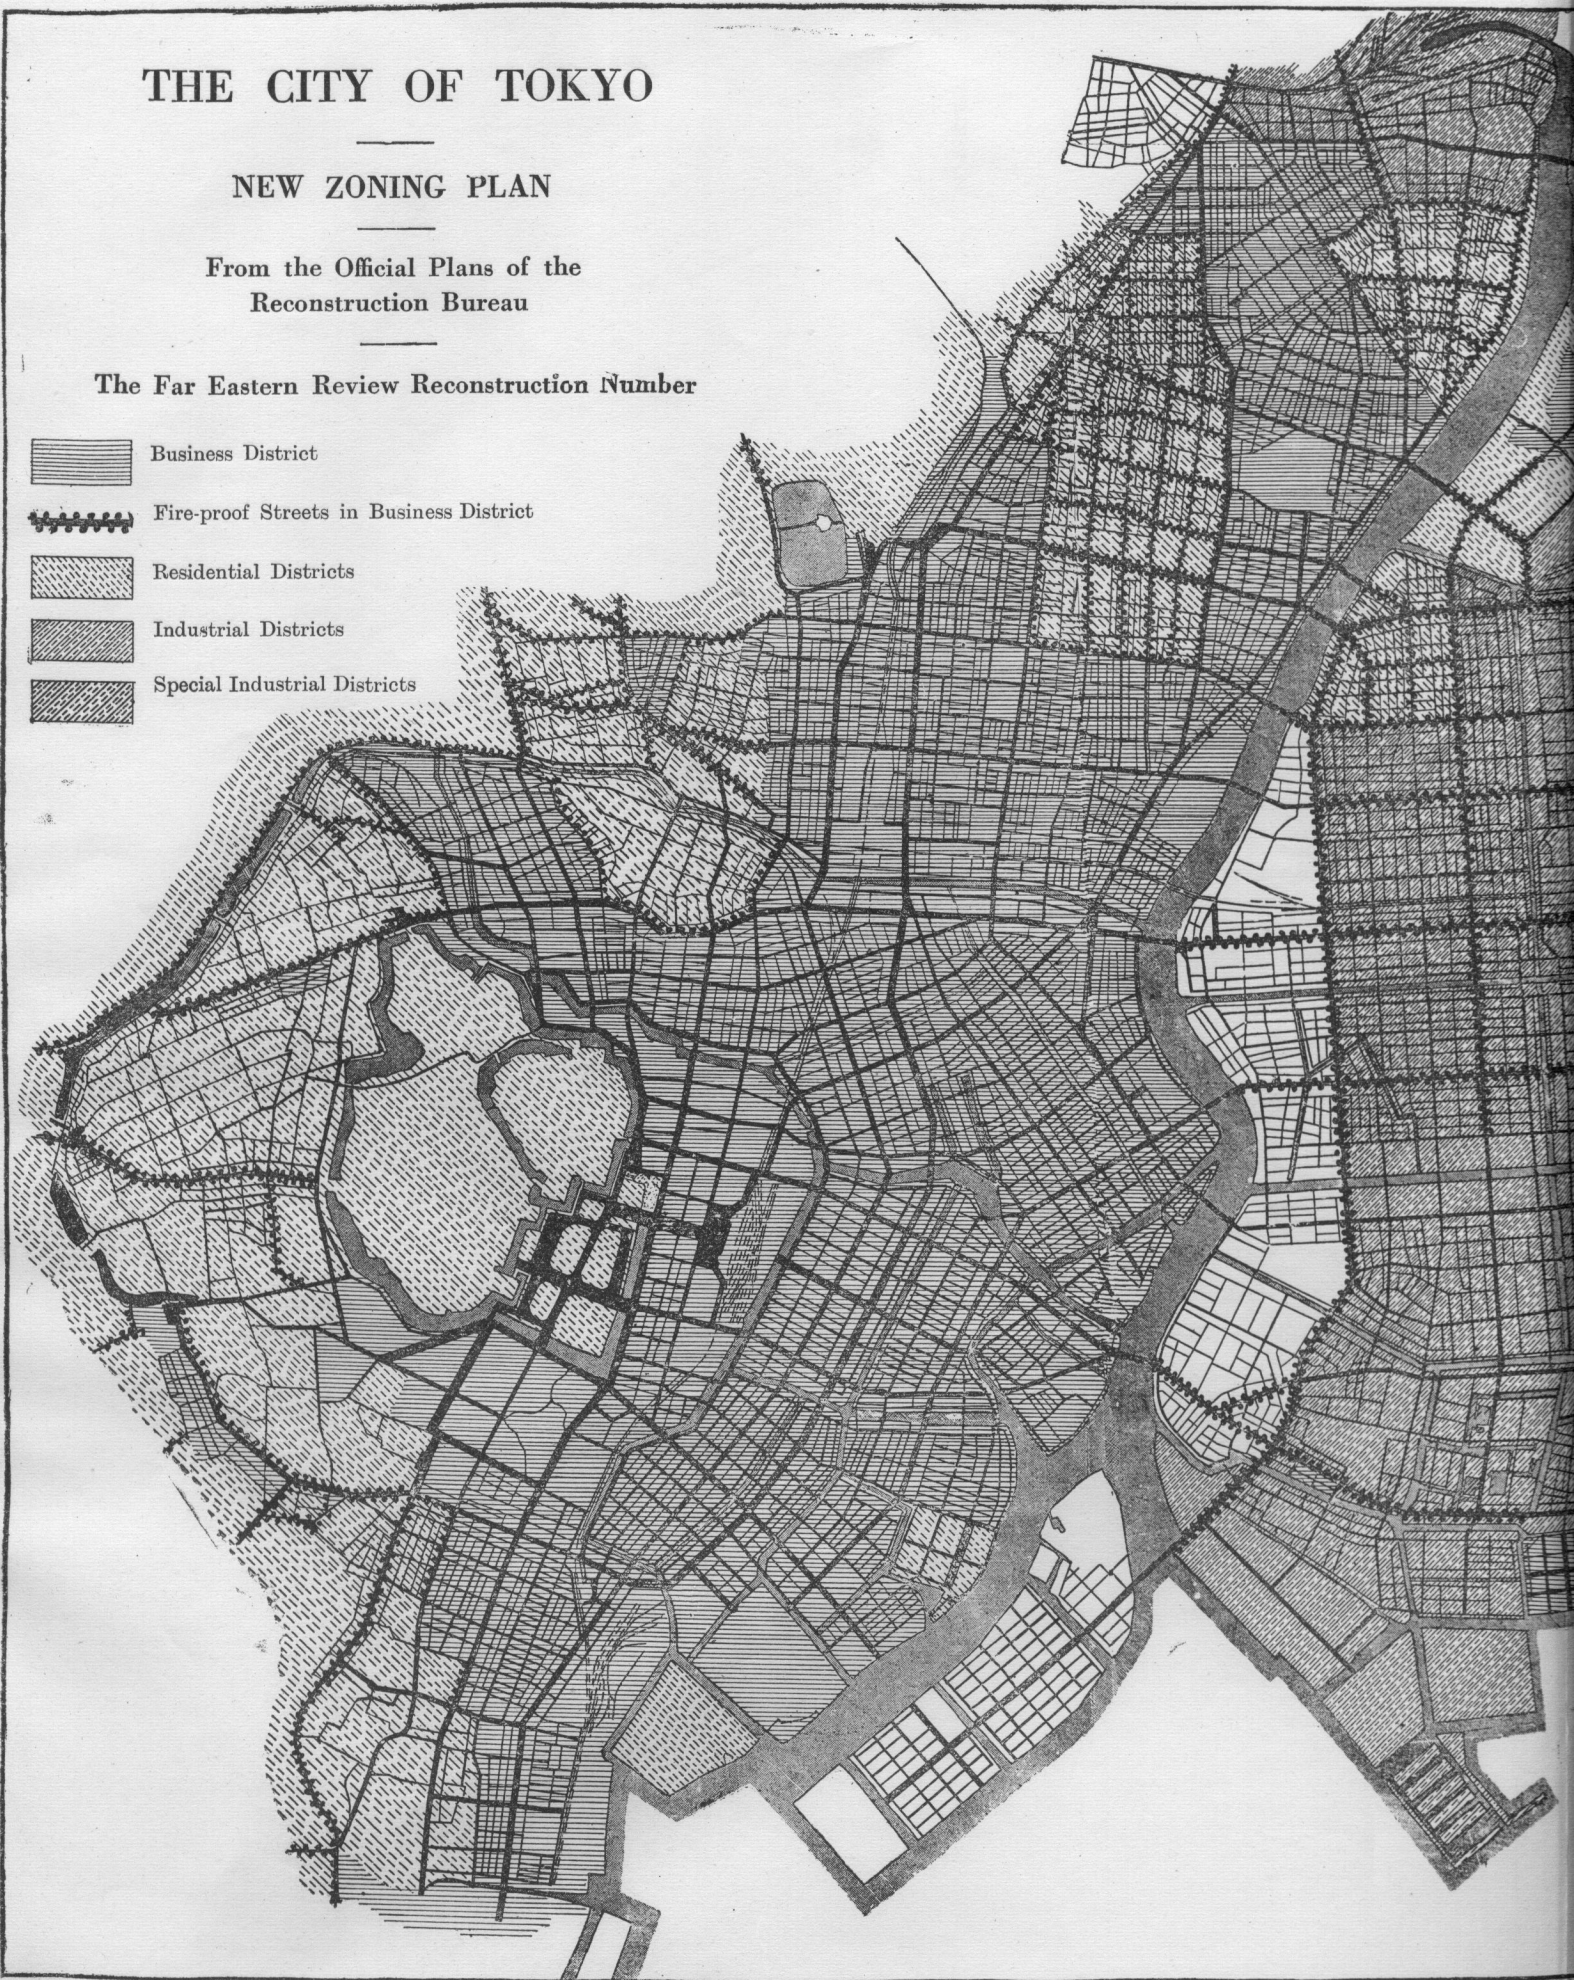 THE CITY OF TOKYO
NEW ZONING PLAN
From the Official Plans of the
Reconstruction Bureau
The Far Eastern Review Reconstruction Number
Business District
Fire-proof Streets in Business District
Residential Districts
Industrial Districts
Special Industrial Districts